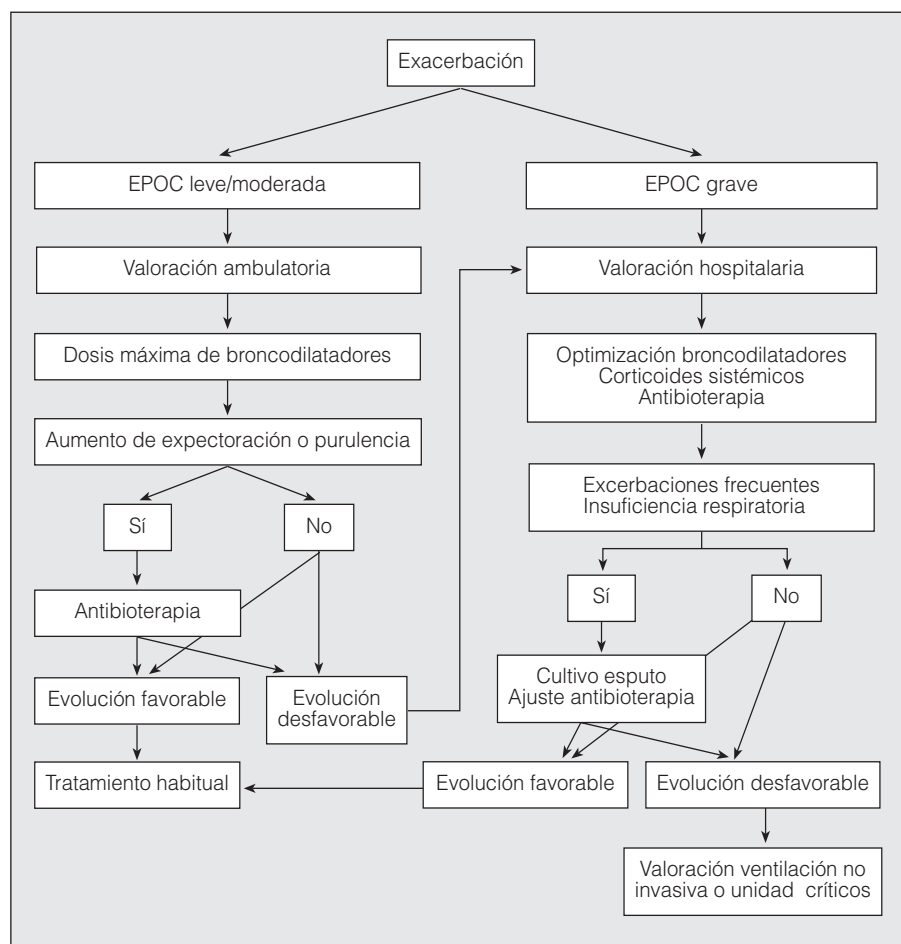 Exacerbación
EPOC leve/moderada
EPOC grave
Valoración ambulatoria
Valoración hospitalaria
Dosis máxima de broncodilatadores
Optimización broncodilatadores
Corticoides sistémicos
Antibioterapia
Aumento de expectoración o purulencia
Excerbaciones frecuentes
Insuficiencia respiratoria
Sí
No
Sí
No
Antibioterapia
Cultivo esputo
Ajuste antibioterapia
Evolución favorable
Evolución
desfavorable
Tratamiento habitual
Evolución favorable
Evolución desfavorable
Valoración ventilación no
invasiva o unidad críticos